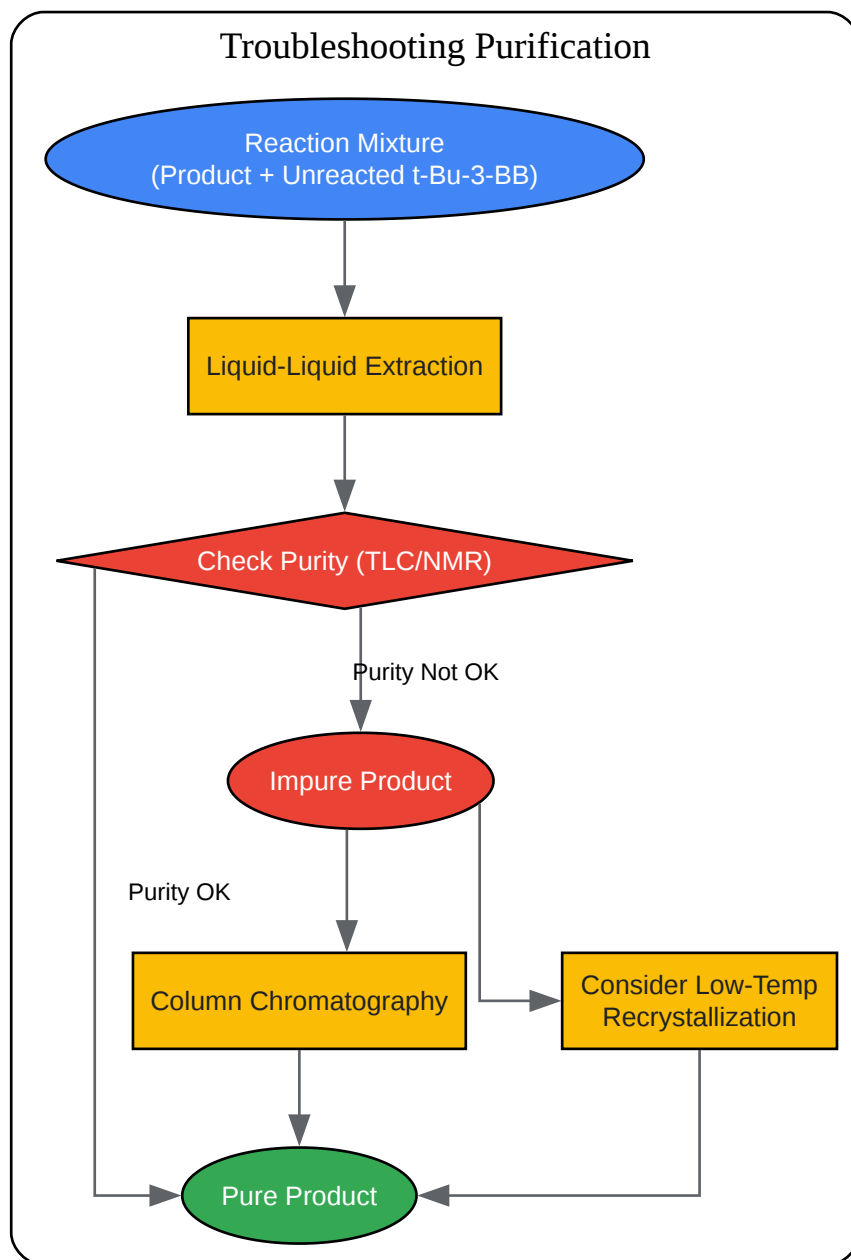 Troubleshooting Purification
Reaction Mixture
(Product + Unreacted t-Bu-3-BB)
Liquid-Liquid Extraction
Check Purity (TLC/NMR)
Purity Not OK
Impure Product
Purity OK
Column Chromatography
Consider Low-Temp
Recrystallization
Pure Product